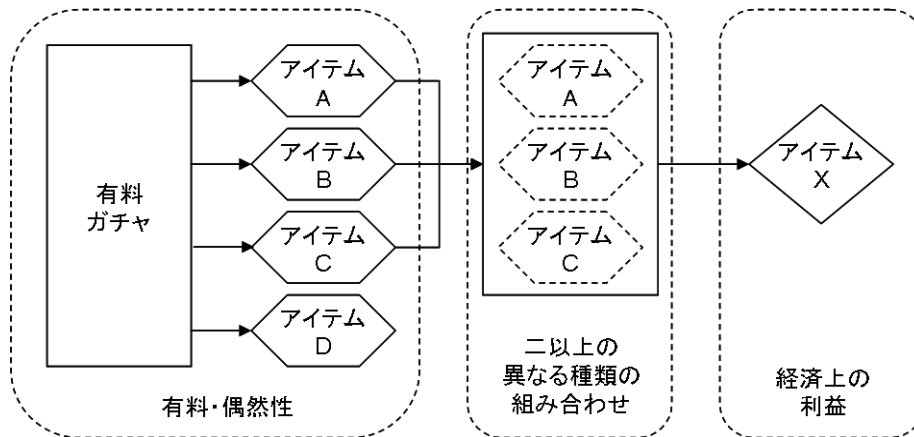 有料
ガチャ
アイテム
A
アイテム
B
アイテム
C
アイテム
D
有料・偶然性
アイテム
A
アイテム
B
アイテム
C
二以上の
異なる種類の
組み合わせ
アイテム
X
経済上の
利益